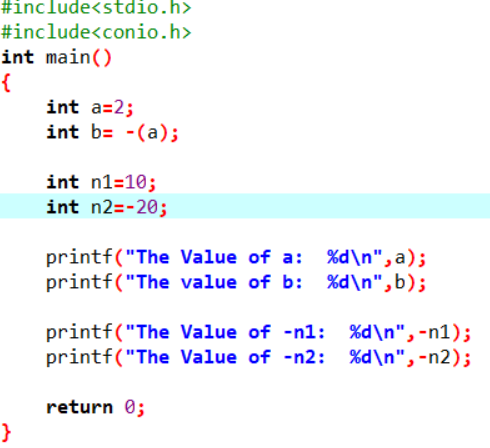 #include<stdio.h>
#include<conio.h>
int main()
{
    int a=2;
    int b= -(a);

    int n1=10;
    int n2=-20;

    printf("The Value of a:  %d\n",a);
    printf("The value of b:  %d\n",b);

    printf("The Value of -n1:  %d\n",-n1);
    printf("The Value of -n2:  %d\n",-n2);

    return 0;
}